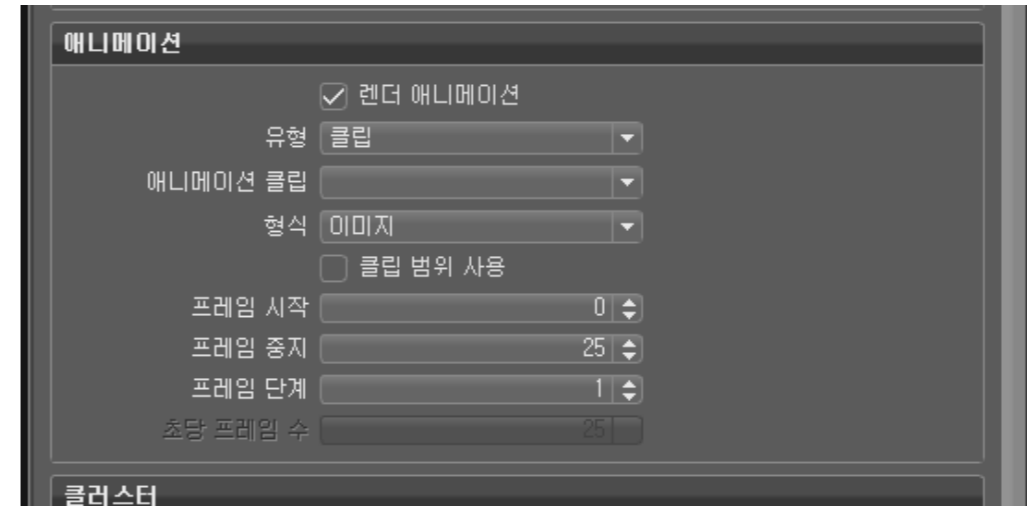 애니메이션
렌더 애니메이션
유형 클립
애니메이션 클립
형식 이미지
클립 범위 사용
프레임 시작 0
프레임 중지 25
프레임 단계 1
초당 프레임 수 25
클러스터